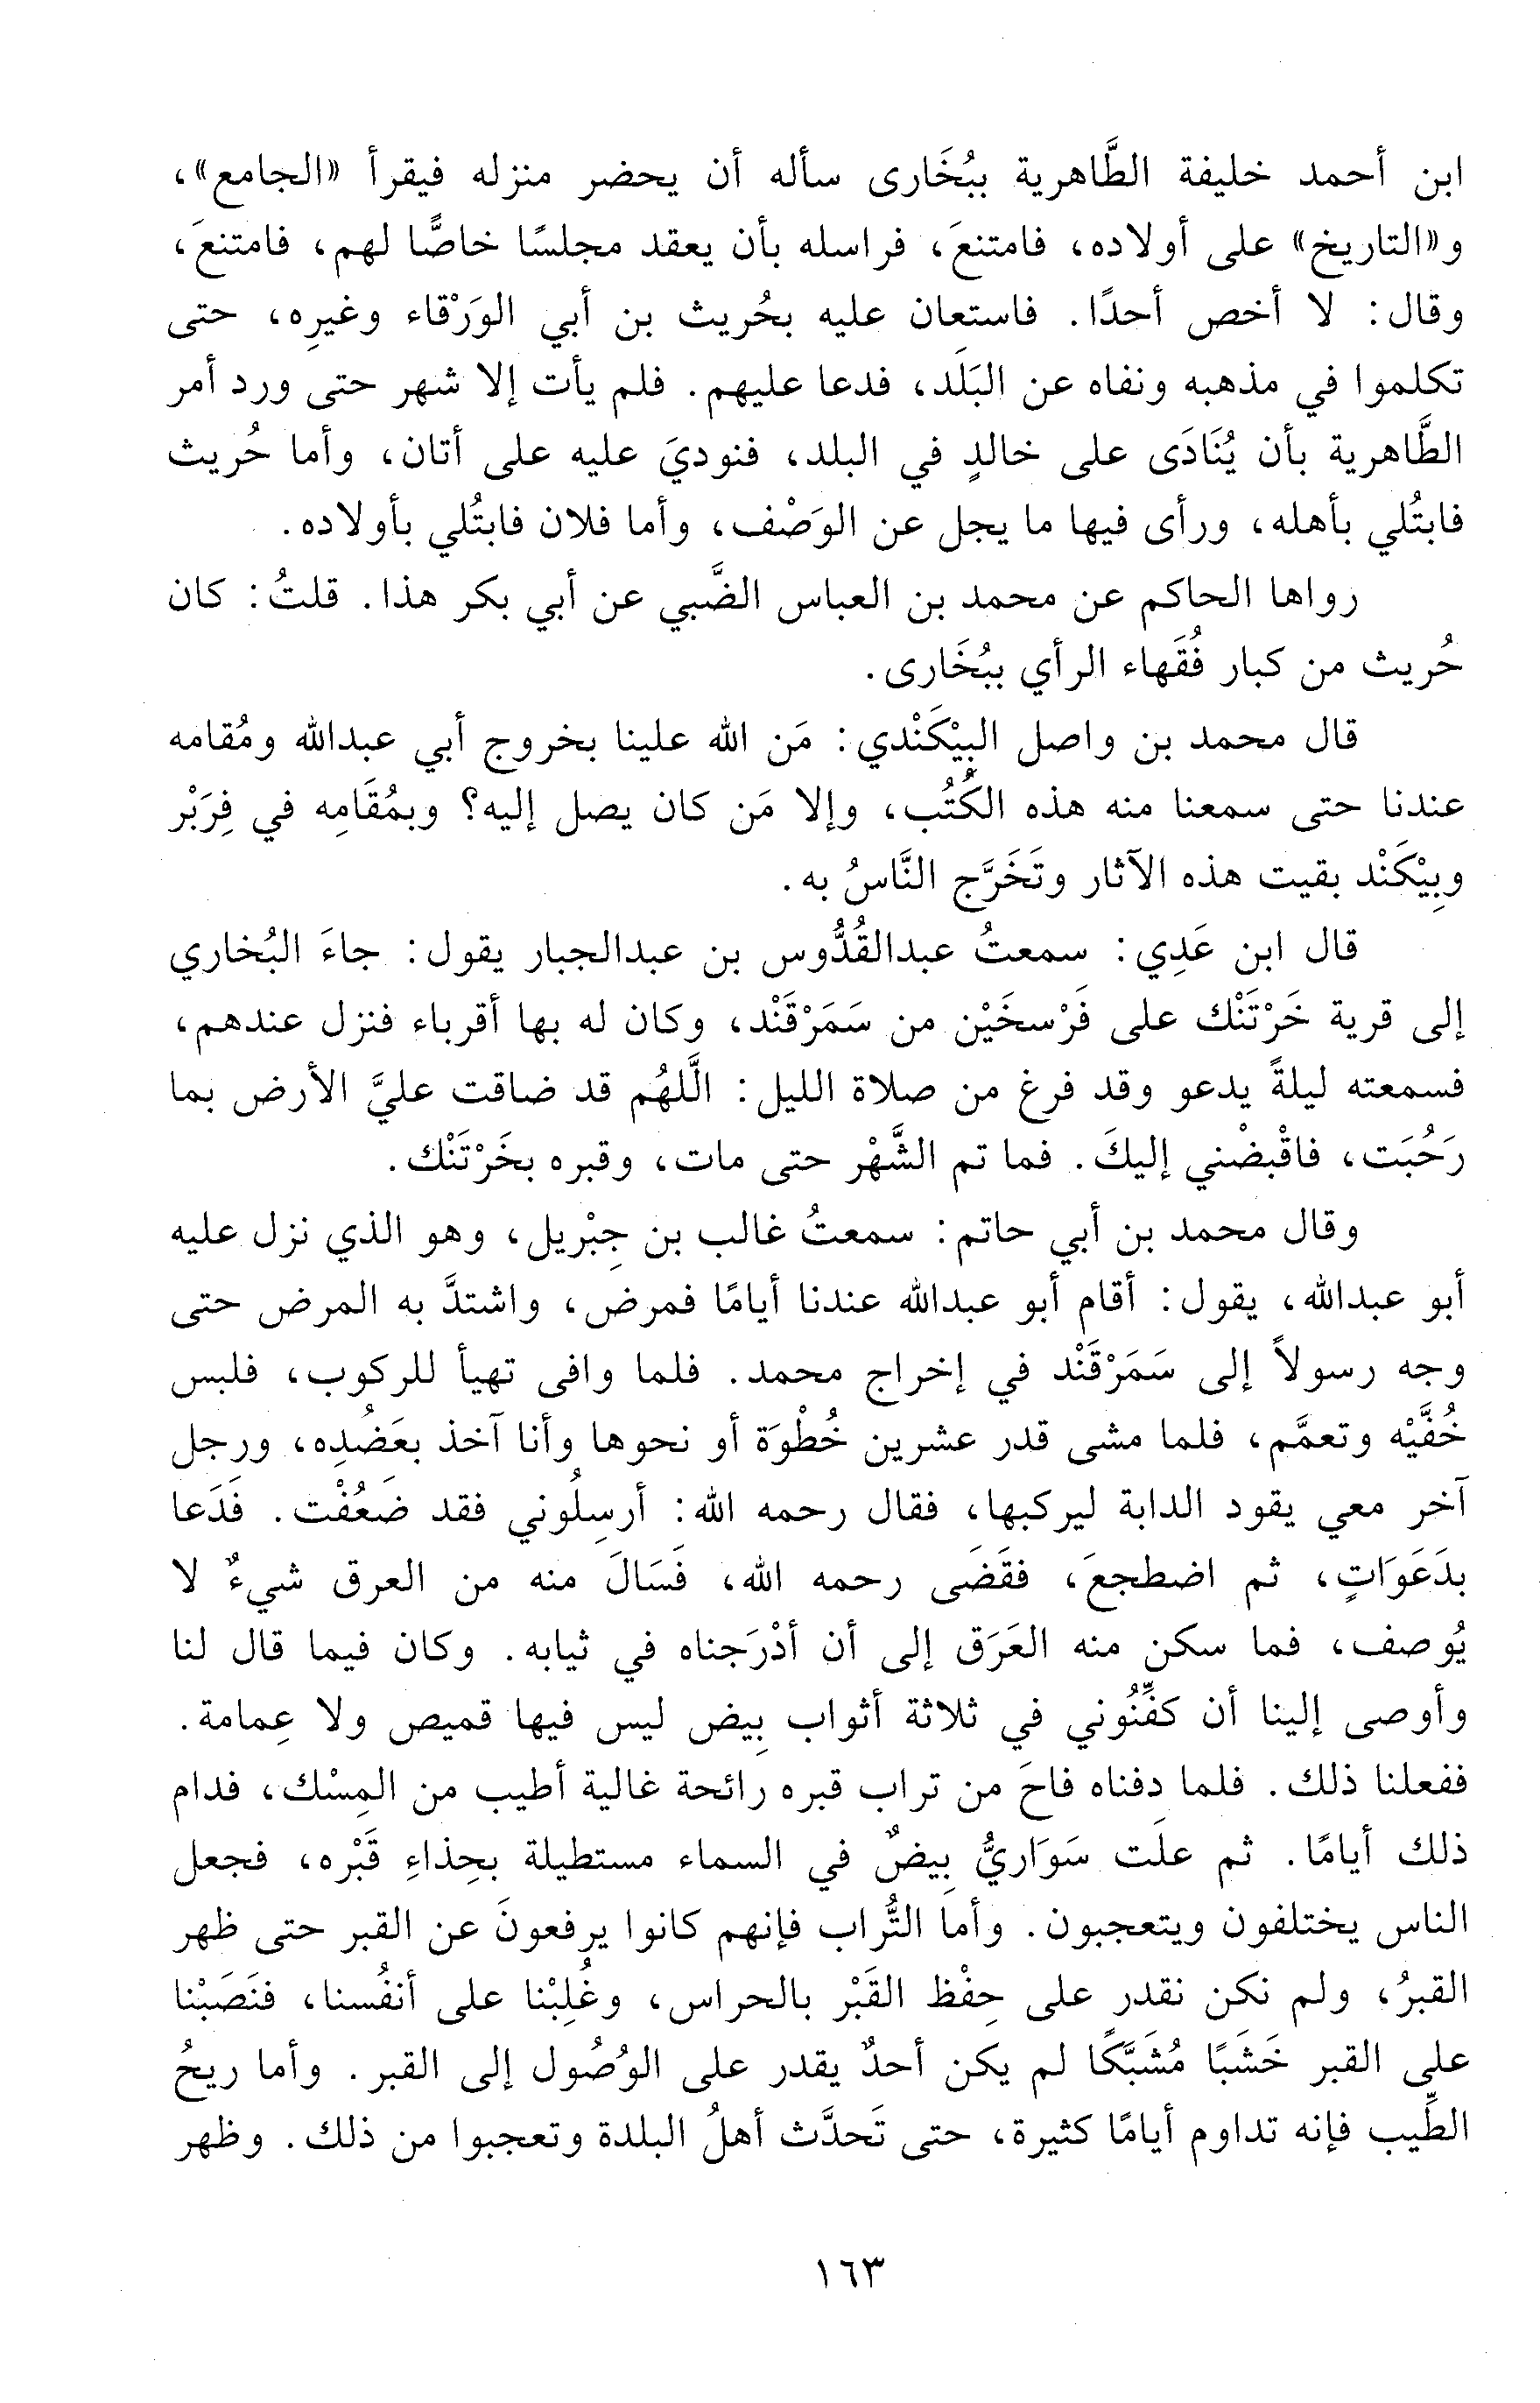 ابن أحمد خليفة الطَّاهرية ببُخَارى سأله أن يحضر منزله فيقرأ «الجامع»،
و«التاريخ» على أولاده، فامتنعَ، فراسله بأن يعقد مجلسًا خاصًّا لهم، فامتنعَ،
وقال: لا أخص أحدًا. فاستعان عليه بحُريث بن أبي الوَرْقاء وغيرِه، حتى
تكلموا في مذهبه ونفاه عن البَلَد، فدعا عليهم. فلم يأت إلا شهر حتى ورد أمر
الطَّاهرية بأن يُنَادَى على خالدٍ في البلد، فنوديَ عليه على أتان، وأما حُريث
فابتُلي بأهله، ورأى فيها ما يجل عن الوَصْف، وأما فلان فابتُلي بأولاده.
رواها الحاكم عن محمد بن العباس الضَّبي عن أبي بكر هذا. قلتُ: كان
حُريث من كبار فُقَهاء الرأي ببُخَارى.
قال محمد بن واصل البِيْكَنْدي: مَن الله علينا بخروج أبي عبدالله ومُقامه
عندنا حتى سمعنا منه هذه الكُتُب، وإلا مَن كان يصل إليه؟ وبمُقَامِه في فِرَبْر
وبِيْكَنْد بقيت هذه الآثار وتَخَرَّج النَّاسُ به.
قال ابن عَدِي: سمعتُ عبدالقُدُّوس بن عبدالجبار يقول: جاءَ البُخاري
إلى قرية خَرْتَنْك على فَرْسخَيْن من سَمَرْقَنْد، وكان له بها أقرباء فنزل عندهم،
فسمعته ليلةً يدعو وقد فرغ من صلاة الليل: الَّلهُم قد ضاقت عليَّ الأرض بما
رَحُبَت، فاقْبضْني إليكَ. فما تم الشَّهْر حتى مات، وقبره بخَرْتَنْك.
وقال محمد بن أبي حاتم: سمعتُ غالب بن جِبْريل، وهو الذي نزل عليه
أبو عبدالله، يقول: أقام أبو عبدالله عندنا أيامًا فمرض، واشتدَّ به المرض حتى
وجه رسولاً إلى سَمَرْقَنْد في إخراج محمد. فلما وافى تهيأ للركوب، فلبس
خُفَّيْه وتعمَّم، فلما مشى قدر عشرين خُطْوَة أو نحوها وأنا آخذ بعَضُدِه، ورجل
آخر معي يقود الدابة ليركبها، فقال رحمه الله: أرسِلُوني فقد ضَعُفْت. فَدَعا
بدَعَوَاتٍ، ثم اضطجعَ، فقَضَى رحمه الله، فَسَالَ منه من العرق شيءٌ لا
يُوصف، فما سكن منه العَرَق إلى أن أدْرَجناه في ثيابه. وكان فيما قال لنا
وأوصى إلينا أن كفِّنُوني في ثلاثة أثواب بِيض ليس فيها قميص ولا عِمامة.
ففعلنا ذلك. فلما دفناه فاحَ من تراب قبره رائحة غالية أطيب من المِسْك، فدام
ذلك أيامًا. ثم علَت سَوَاريُّ بِيضٌ في السماء مستطيلة بحِذاءِ قَبْره، فجعل
الناس يختلفون ويتعجبون. وأما التُّراب فإنهم كانوا يرفعونَ عن القبر حتى ظهر
القبرُ، ولم نكن نقدر على حِفْظ القَبْر بالحراس، وغُلِبْنا على أنفُسنا، فنَصَبْنا
على القبر خَشَبًا مُشَبَّكًا لم يكن أحدٌ يقدر على الوُصُول إلى القبر. وأما ريحُ
الطِّيب فإنه تداوم أيامًا كثيرة، حتى تَحدَّث أهلُ البلدة وتعجبوا من ذلك. وظهر
١٦٣